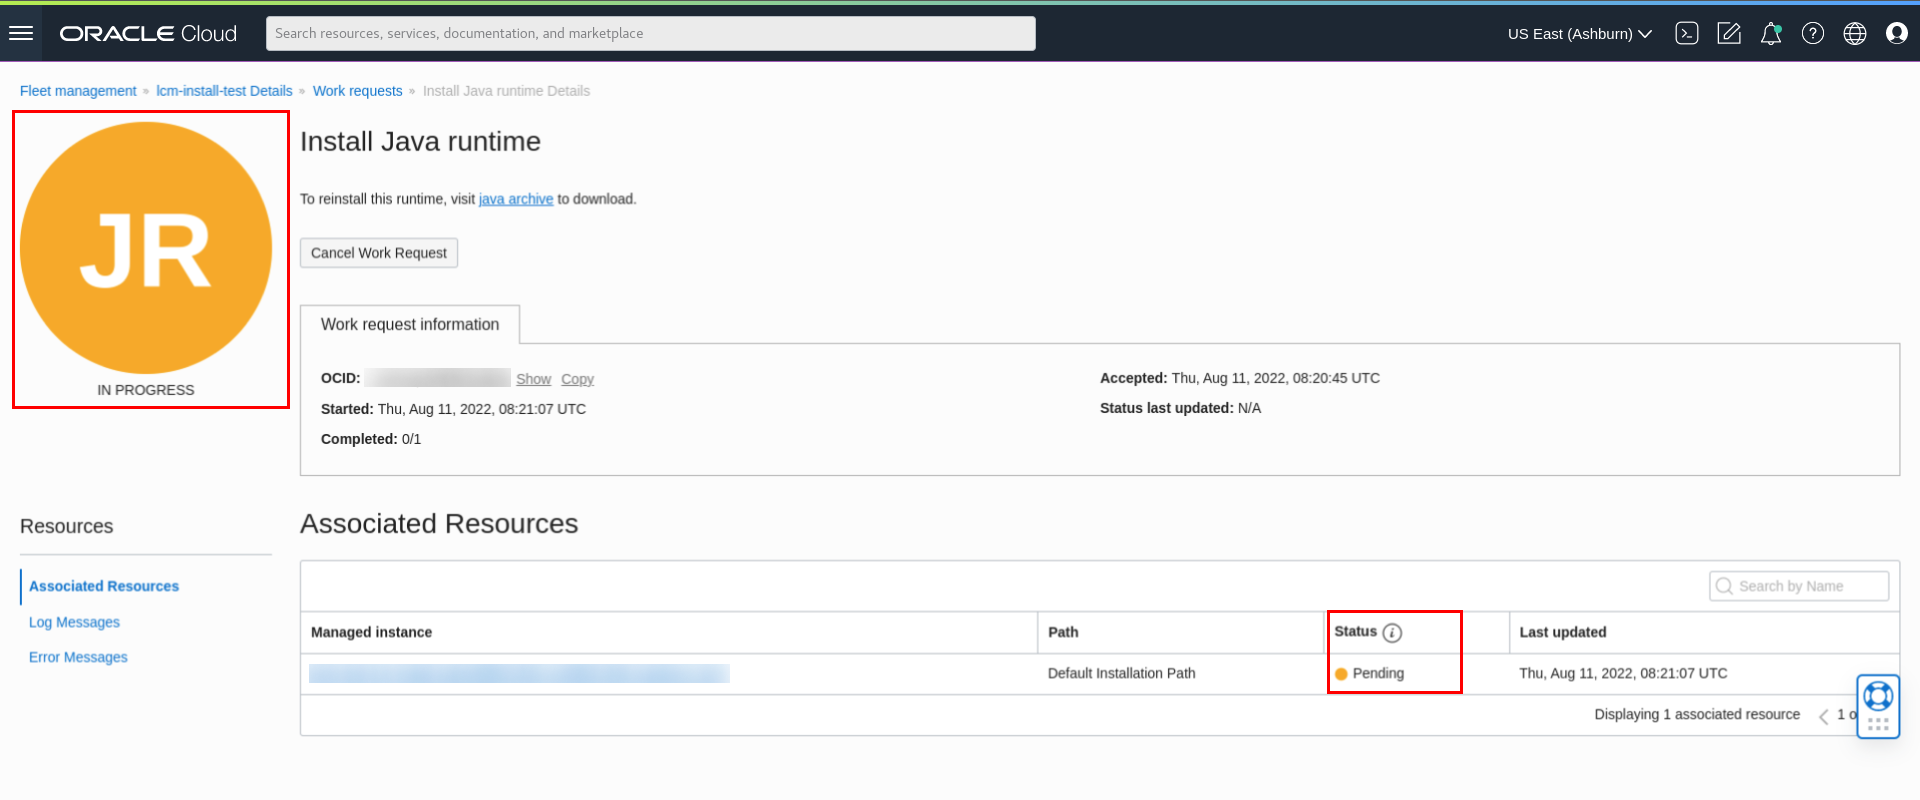 ORACLE Cloud
Search resources, services, documentation, and marketplace
US East (Ashburn)
Fleet management » lcm-install-test Details » Work requests » Install Java runtime Details
JR
IN PROGRESS
Install Java runtime
To reinstall this runtime, visit java archive to download.
Cancel Work Request
Work request information
OCID: Show Copy
Started: Thu, Aug 11, 2022, 08:21:07 UTC
Completed: 0/1
Accepted: Thu, Aug 11, 2022, 08:20:45 UTC
Status last updated: N/A
Resources
Associated Resources
Log Messages
Error Messages
Associated Resources
Search by Name
Managed instance Path Status i Last updated
Default Installation Path Pending Thu, Aug 11, 2022, 08:21:07 UTC
Displaying 1 associated resource 1